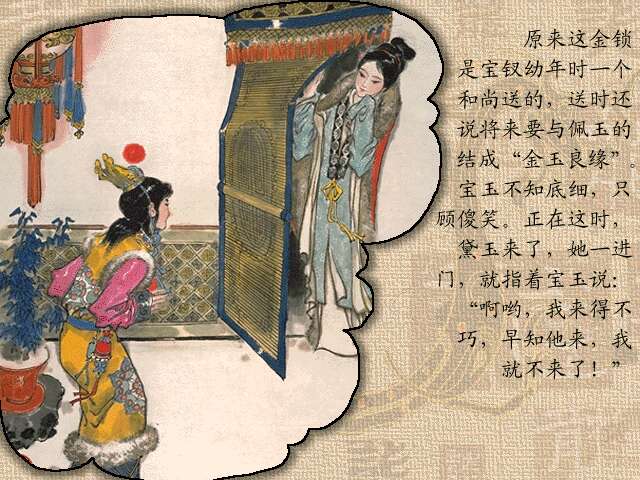 原来这金锁
是宝钗幼年时一个
和尚送的，送时还
说将来要与佩玉的
结成“金玉良缘”
宝玉不知底细，只
顾傻笑。正在这时，
黛玉来了，她一进
门，就指着宝玉说：
“啊哟，我来得不
巧，早知他来，我
就不来了！”